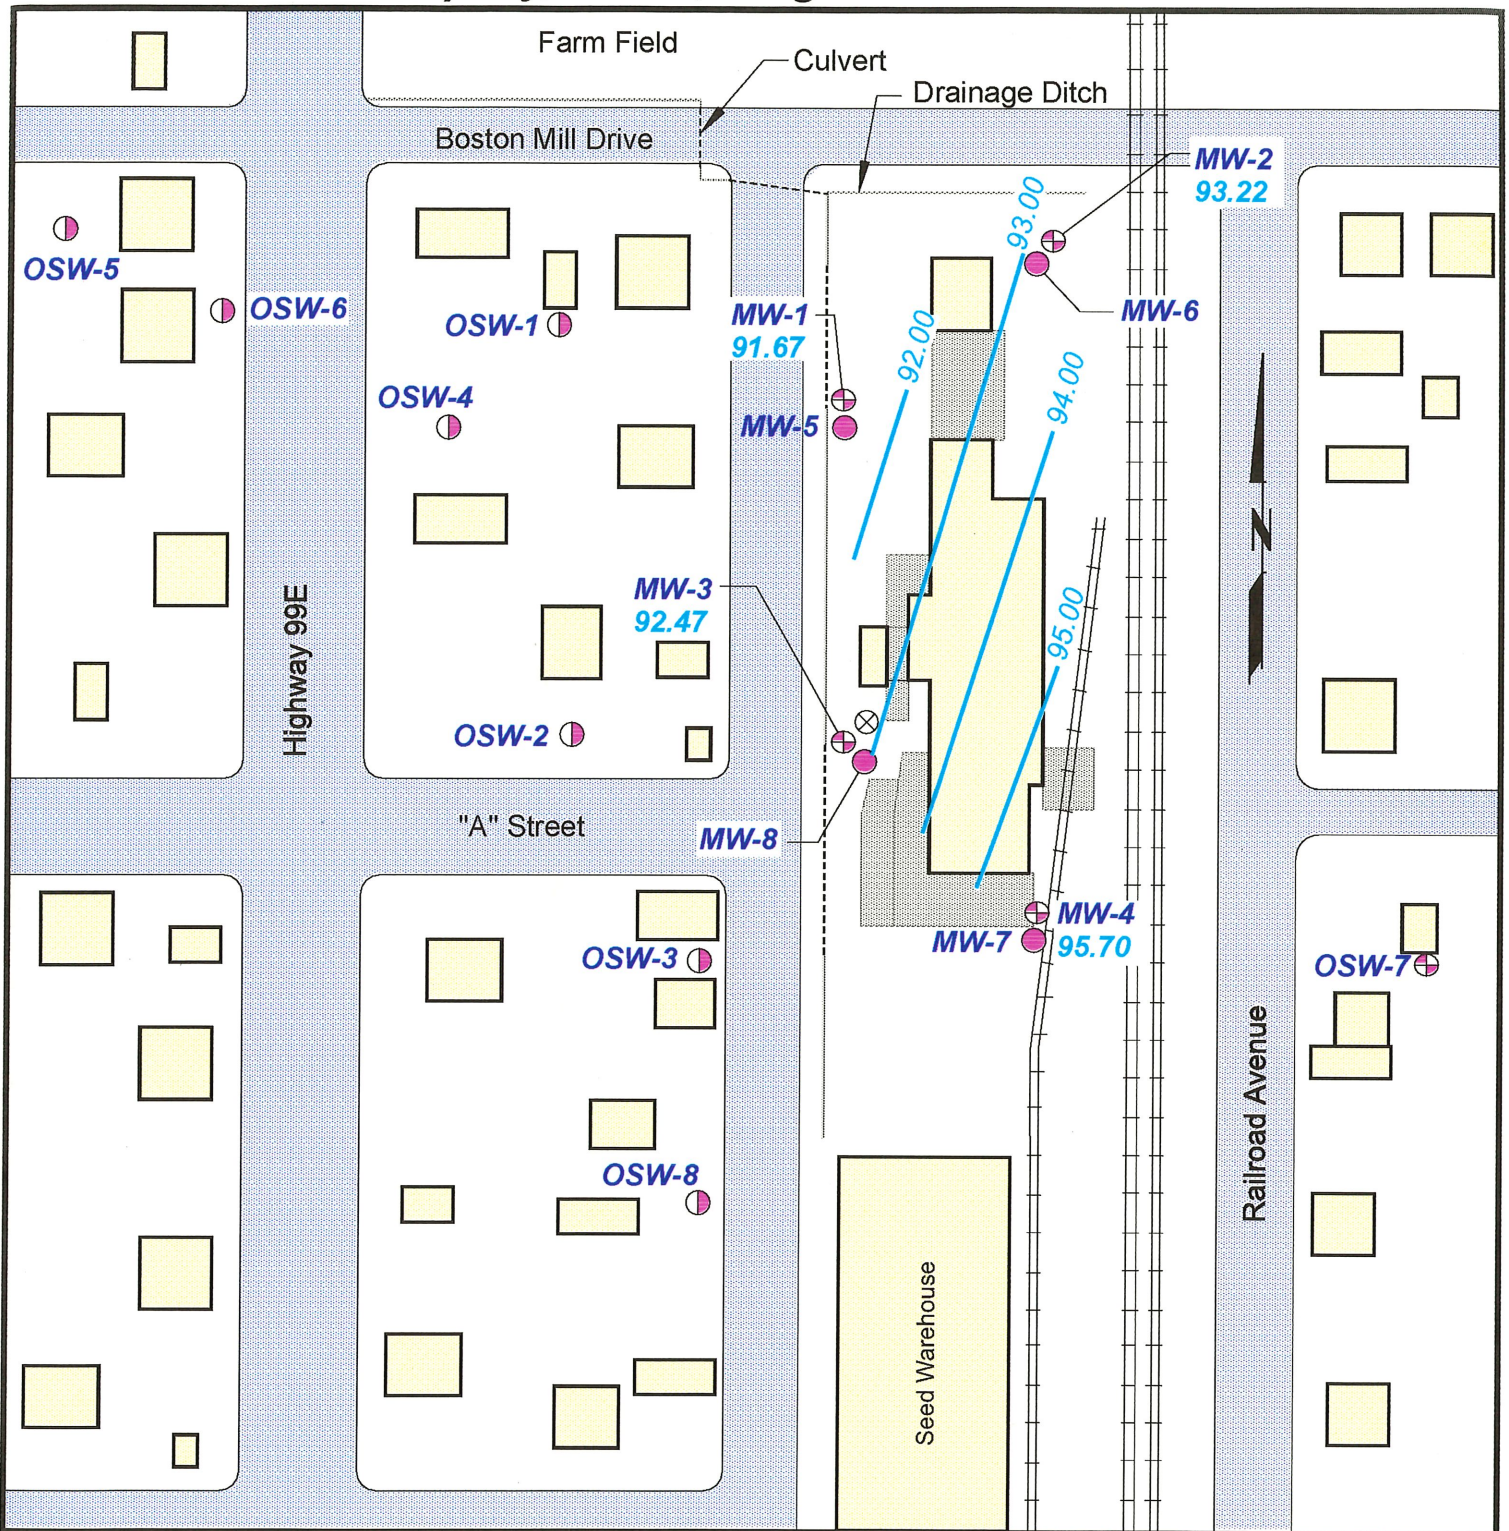 Farm Field
Culvert
Drainage Ditch
Boston Mill Drive
MW-2
93.22
93.00
OSW-5
OSW-6
OSW-1
MW-1
91.67
MW-6
92.00
94.00
OSW-4
MW-5
N
MW-3
92.47
95.00
Highway 99E
OSW-2
"A" Street
MW-8
MW-4
95.70
MW-7
OSW-3
OSW-7
Railroad Avenue
OSW-8
Seed Warehouse